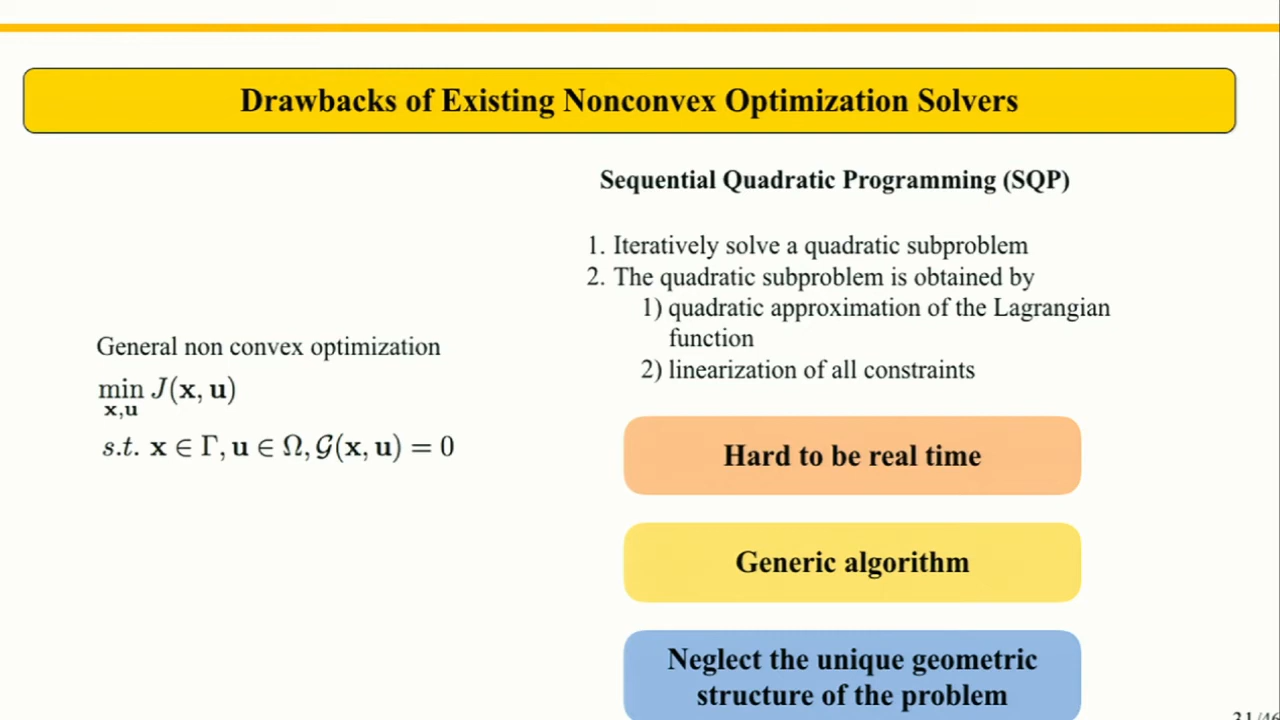 Drawbacks of Existing Nonconvex Optimization Solvers
Sequential Quadratic Programming (SQP)
1. Iteratively solve a quadratic subproblem
2. The quadratic subproblem is obtained by
1) quadratic approximation of the Lagrangian
function
2) linearization of all constraints
General non convex optimization
min J(x, u)
x,u
s.t. x ∈ Γ, u ∈ Ω, 𝒢(x, u) = 0
Hard to be real time
Generic algorithm
Neglect the unique geometric
structure of the problem